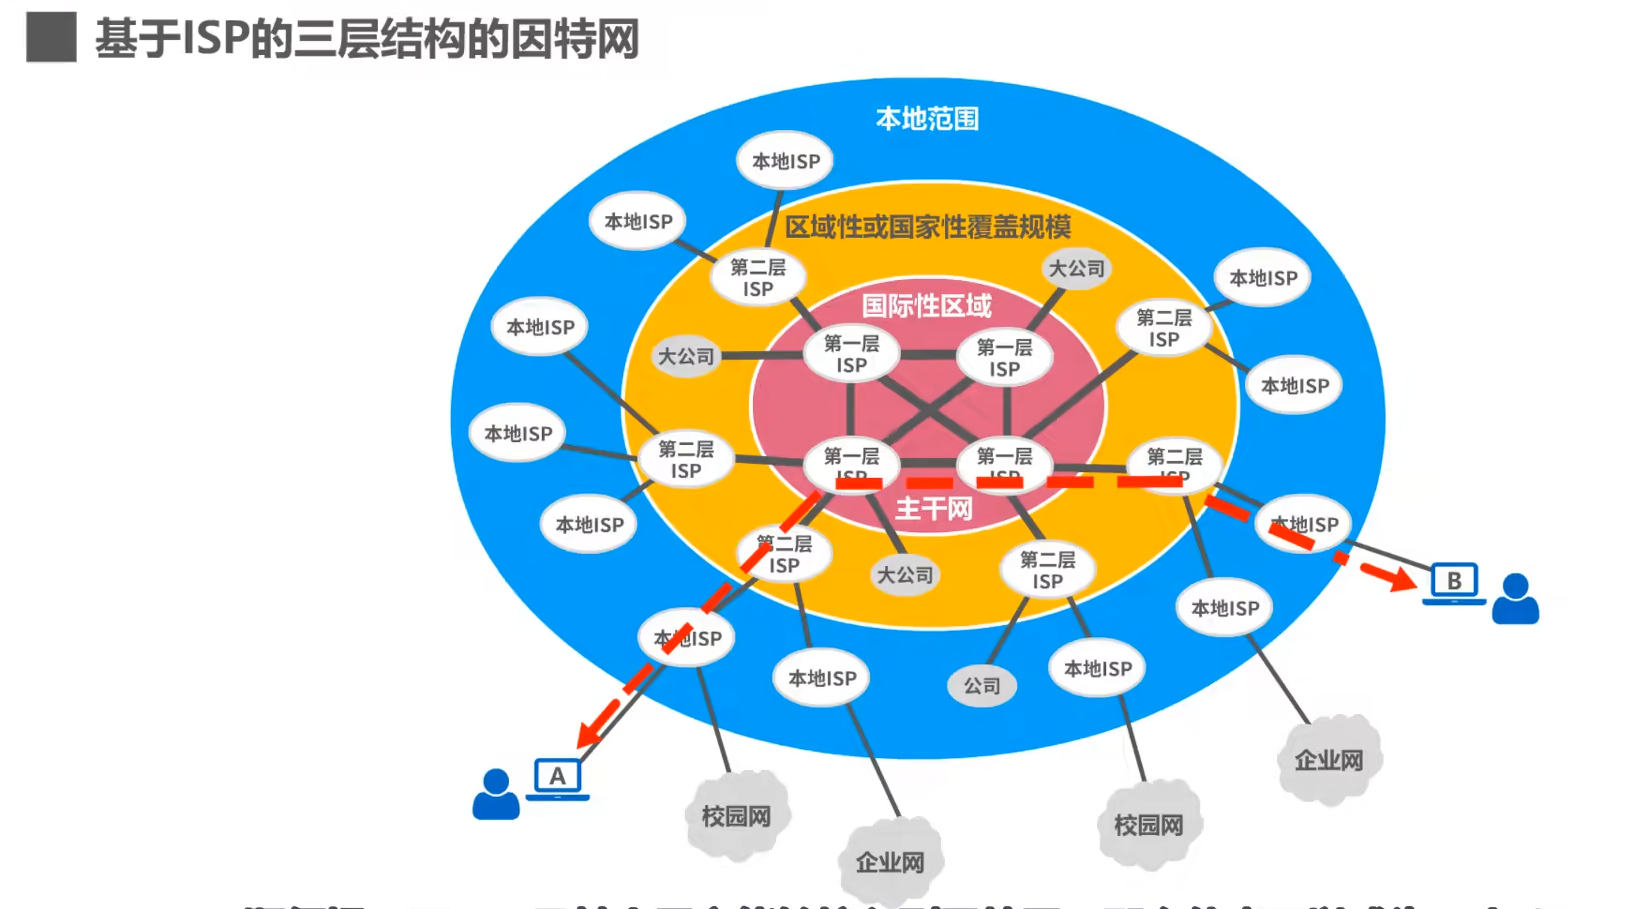 基于ISP的三层结构的因特网
本地范围
本地ISP
本地ISP
区域性或国家性覆盖规模
第二层
ISP
大公司
本地ISP
国际性区域
本地ISP
第二层
ISP
大公司
第一层
ISP
第一层
ISP
本地ISP
本地ISP
第二层
ISP
第一层
ISP
第一层
ISP
第二层
ISP
主干网
本地ISP
本地ISP
第二层
ISP
大公司
第二层
ISP
B
本地ISP
本地ISP
本地ISP
公司
本地ISP
A
企业网
校园网
校园网
企业网